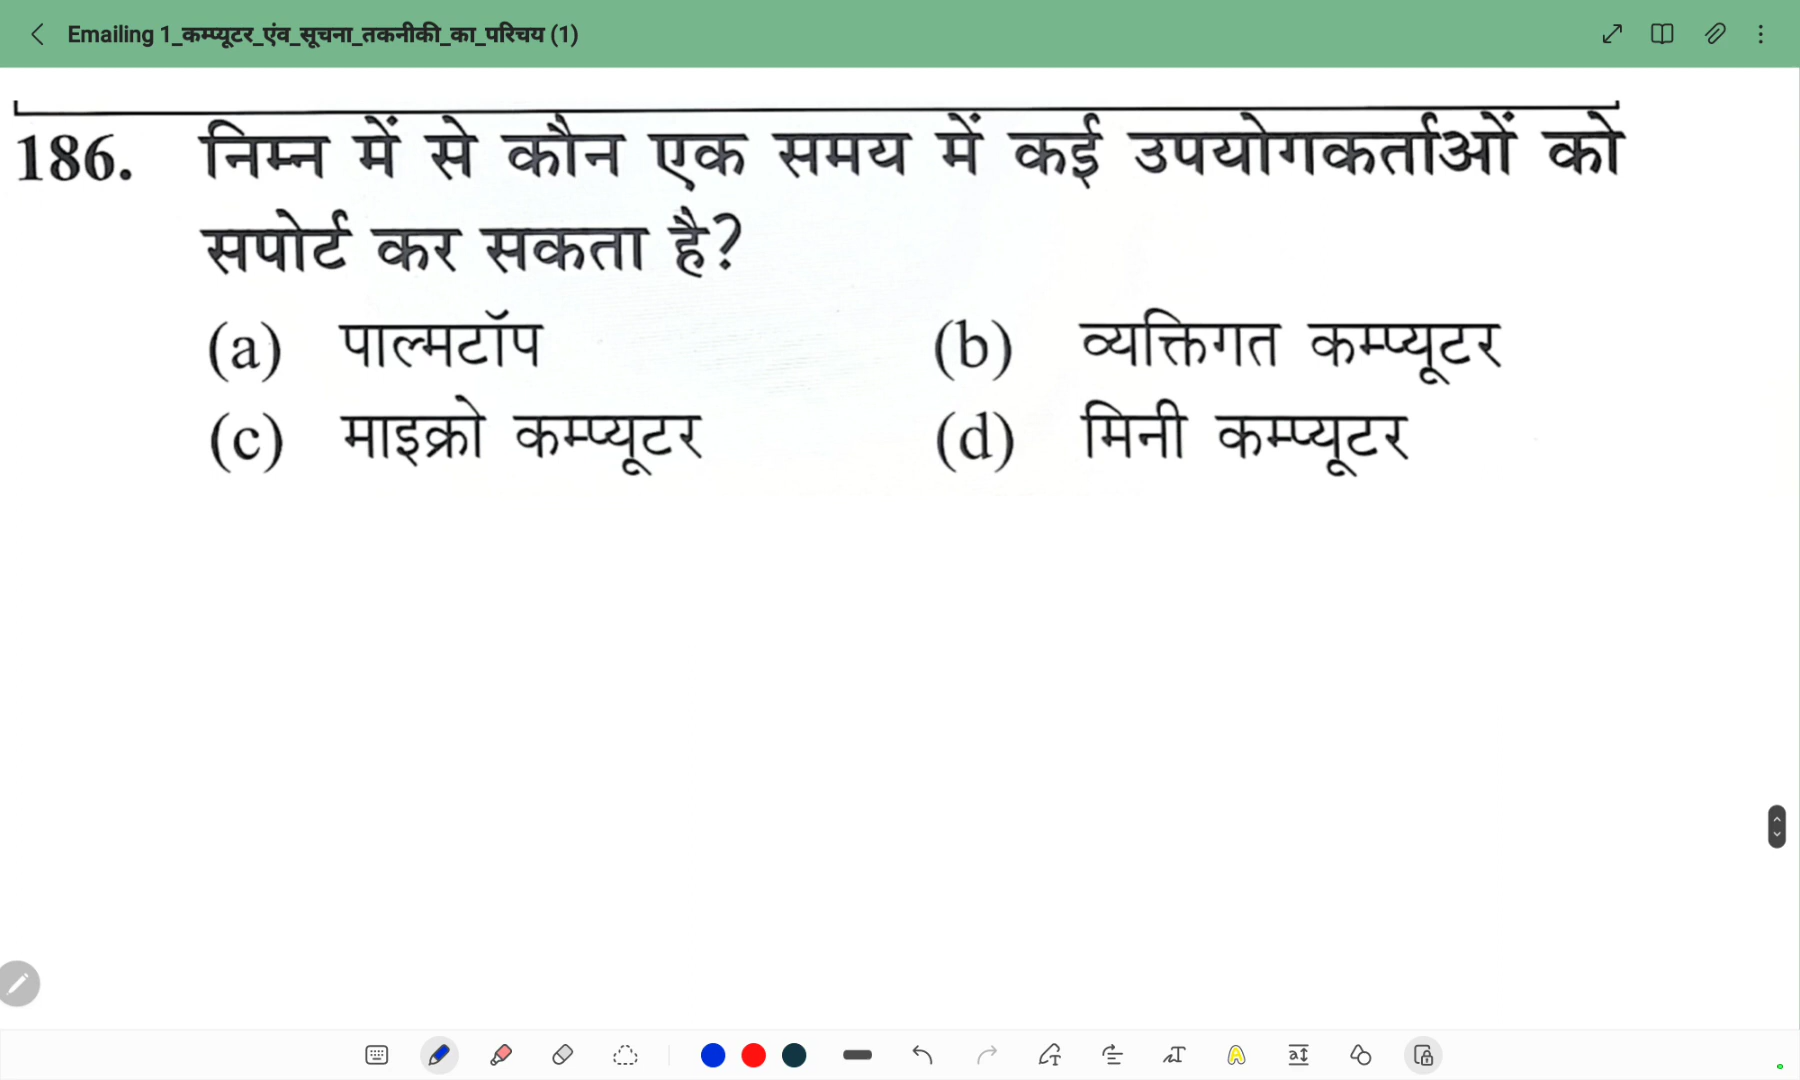 Emailing 1_कम्प्यूटर_एंव_सूचना_तकनीकी_का_परिचय (1)
186. निम्न में से कौन एक समय में कई उपयोगकर्ताओं को
सपोर्ट कर सकता है?
(a) पाल्मटॉप (b) व्यक्तिगत कम्प्यूटर
(c) माइक्रो कम्प्यूटर (d) मिनी कम्प्यूटर